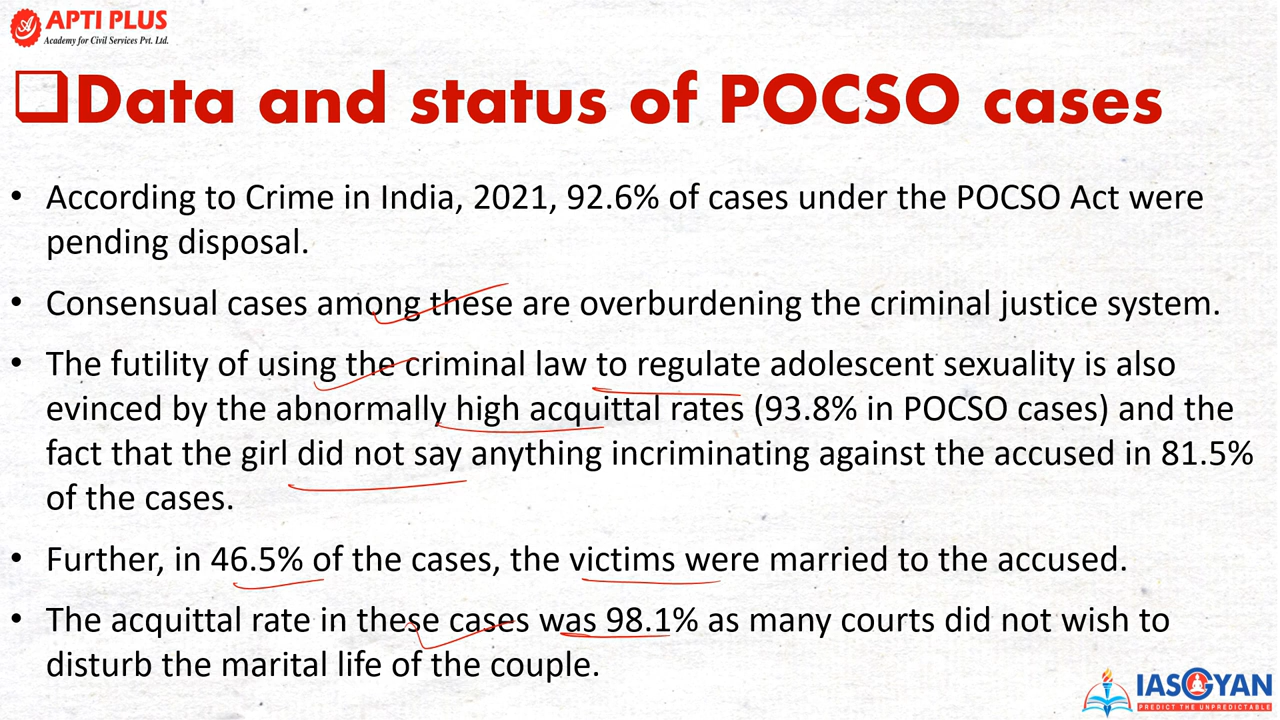 APTI PLUS
Academy for Civil Services Pvt. Ltd.
Data and status of POCSO cases
• According to Crime in India, 2021, 92.6% of cases under the POCSO Act were
pending disposal.
• Consensual cases among these are overburdening the criminal justice system.
• The futility of using the criminal law to regulate adolescent sexuality is also
evinced by the abnormally high acquittal rates (93.8% in POCSO cases) and the
fact that the girl did not say anything incriminating against the accused in 81.5%
of the cases.
• Further, in 46.5% of the cases, the victims were married to the accused.
• The acquittal rate in these cases was 98.1% as many courts did not wish to
disturb the marital life of the couple.
IASGYAN
PREDICT THE UNPREDICTABLE